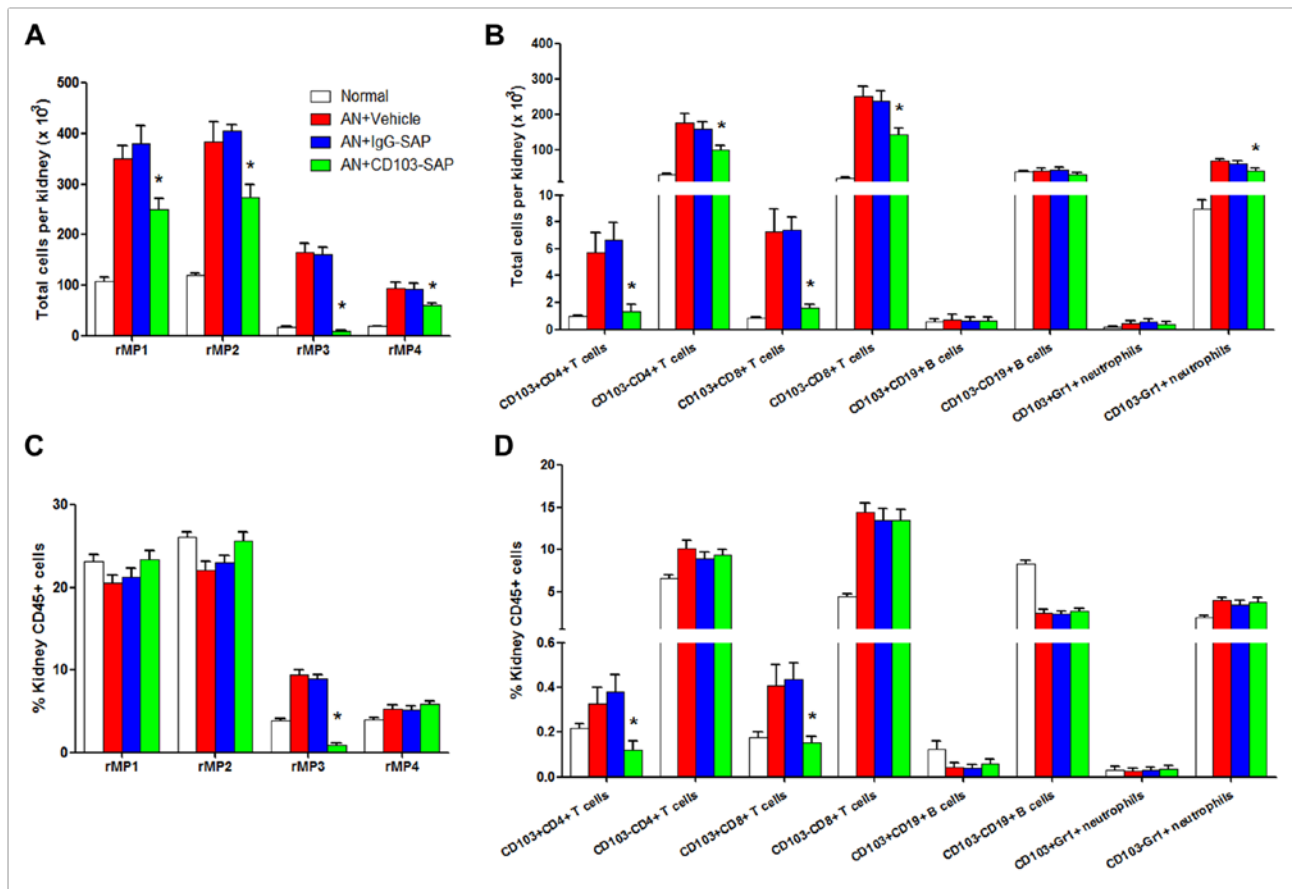 A
Total cells per kidney (x 10³)
500
400
300
200
100
0
rMP1 rMP2 rMP3 rMP4
Normal
AN+Vehicle
AN+IgG-SAP
AN+CD103-SAP
* * * *
B
Total cells per kidney (x 10³)
400
300
200
100
8
6
4
2
0
* * * * *
CD103+CD4+ T cells
CD103-CD4+ T cells
CD103+CD8+ T cells
CD103-CD8+ T cells
CD103+CD19+ B cells
CD103-CD19+ B cells
CD103+Gr1+ neutrophils
CD103-Gr1+ neutrophils
C
% Kidney CD45+ cells
30
20
10
0
*
rMP1 rMP2 rMP3 rMP4
D
% Kidney CD45+ cells
20
15
10
5
0.6
0.4
0.2
0.0
* *
CD103+CD4+ T cells
CD103-CD4+ T cells
CD103+CD8+ T cells
CD103-CD8+ T cells
CD103+CD19+ B cells
CD103-CD19+ B cells
CD103+Gr1+ neutrophils
CD103-Gr1+ neutrophils